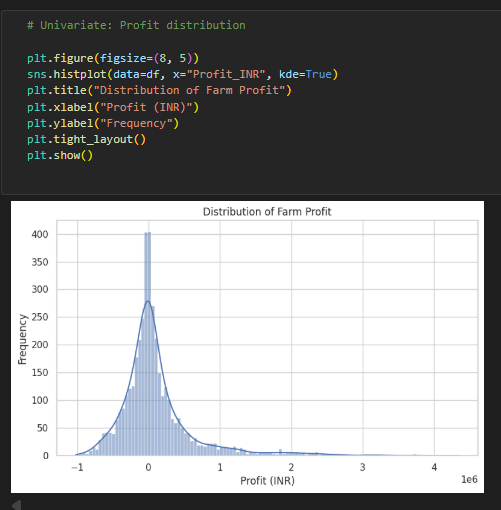 # Univariate: Profit distribution
plt.figure(figsize=(8, 5))
sns.histplot(data=df, x="Profit_INR", kde=True)
plt.title("Distribution of Farm Profit")
plt.xlabel("Profit (INR)")
plt.ylabel("Frequency")
plt.tight_layout()
plt.show()
Distribution of Farm Profit
400
350
300
250
200
150
100
50
0
Frequency
−1 0 1 2 3 4
1e6
Profit (INR)